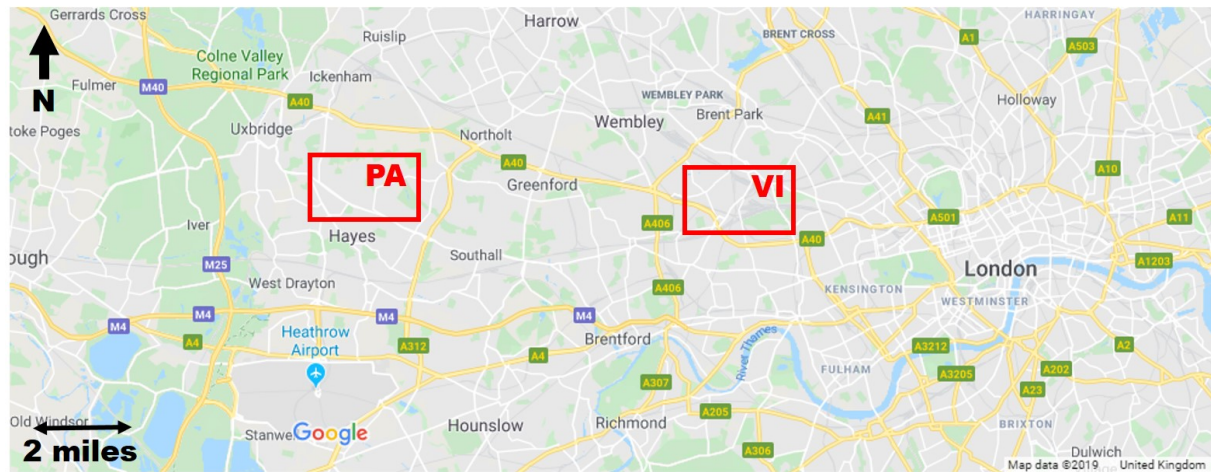 Gerrards Cross
Harrow
HARRINGAY
Ruislip
BRENT CROSS
A1
A503
Colne Valley
Regional Park
Ickenham
N
Fulmer
M40
A40
WEMBLEY PARK
Holloway
toke Poges
Uxbridge
Wembley
Brent Park
A41
Northolt
PA
A40
Greenford
VI
A10
A501
A11
Iver
Hayes
A406
A40
Southall
A1203
ough
M25
London
West Drayton
A406
KENSINGTON
WESTMINSTER
M4
M4
M4
M4
Heathrow
Airport
A4
A312
Brentford
A4
River Thames
A3212
A2
FULHAM
A3205
A202
A307
A23
A205
Old Windsor
Hounslow
Richmond
BRIXTON
Stanwe
Google
2 miles
A306
Dulwich
Map data ©2019
United Kingdom